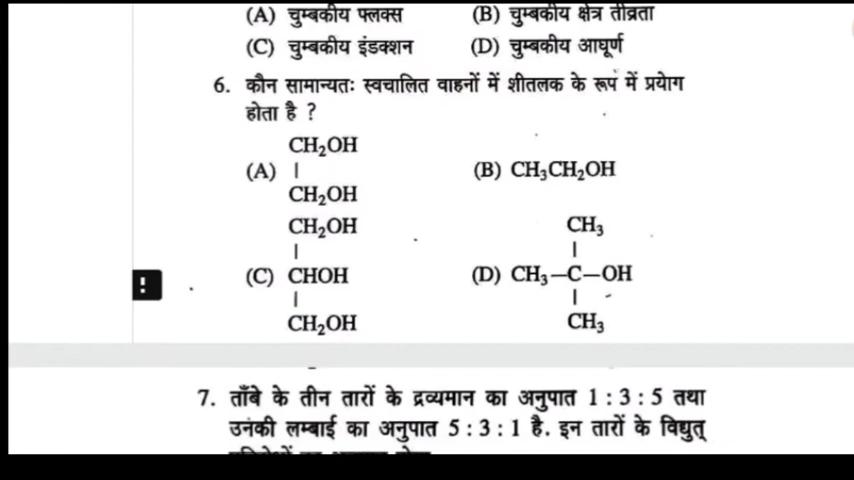 (A) चुम्बकीय फ्लक्स (B) चुम्बकीय क्षेत्र तीव्रता
(C) चुम्बकीय इंडक्शन (D) चुम्बकीय आघूर्ण
6. कौन सामान्यतः स्वचालित वाहनों में शीतलक के रूप में प्रयोग
होता है ?
CH₂OH
(A) | (B) CH₃CH₂OH
CH₂OH
CH₂OH CH₃
| |
(C) CHOH (D) CH₃—C—OH
| |
CH₂OH CH₃
7. ताँबे के तीन तारों के द्रव्यमान का अनुपात 1 : 3 : 5 तथा
उनकी लम्बाई का अनुपात 5 : 3 : 1 है. इन तारों के विद्युत्